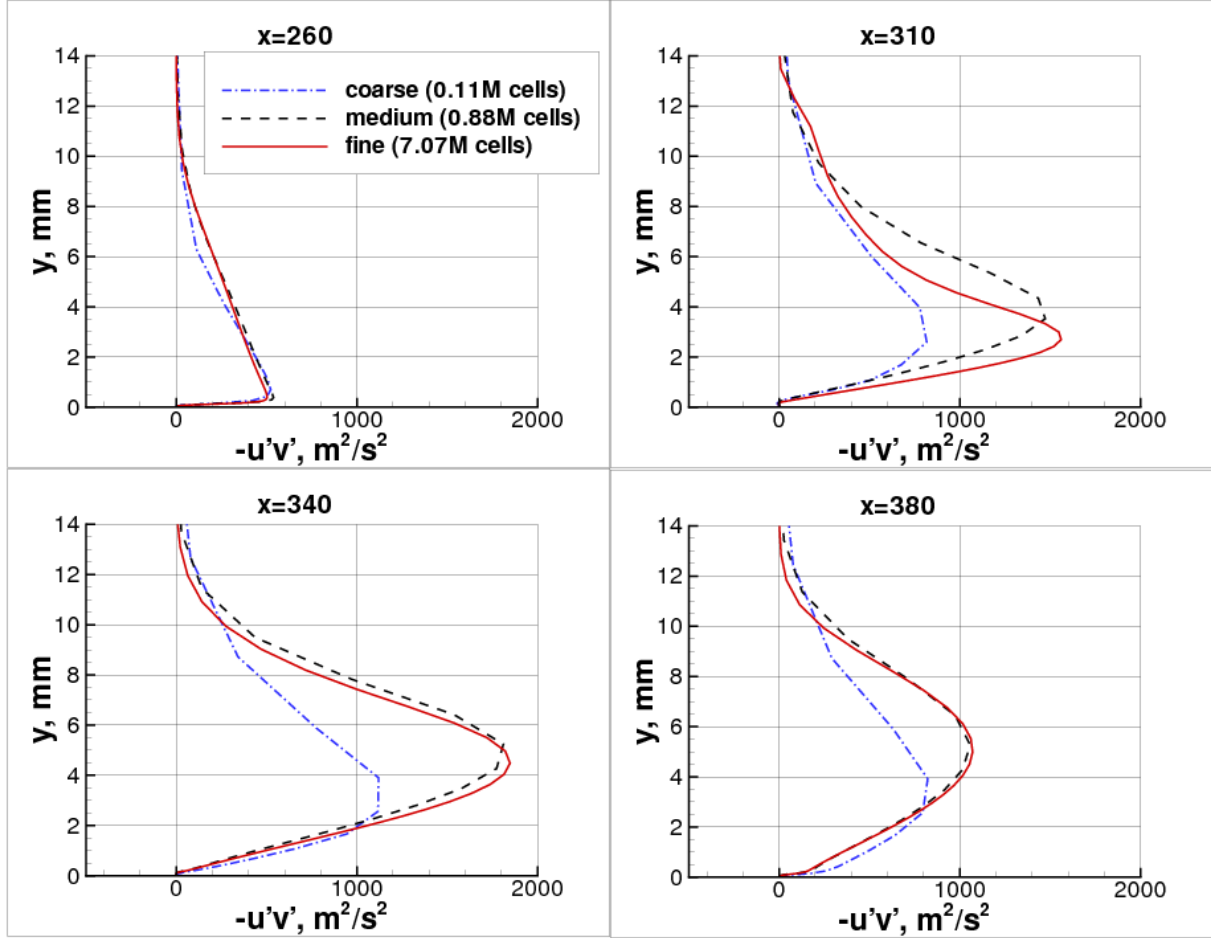 x=260
14
12
10
8
6
4
2
0
y, mm
coarse (0.11M cells)
medium (0.88M cells)
fine (7.07M cells)
0
1000
2000
-u'v', m²/s²
x=310
14
12
10
8
6
4
2
0
y, mm
0
1000
2000
-u'v', m²/s²
x=340
14
12
10
8
6
4
2
0
y, mm
0
1000
2000
-u'v', m²/s²
x=380
14
12
10
8
6
4
2
0
y, mm
0
1000
2000
-u'v', m²/s²